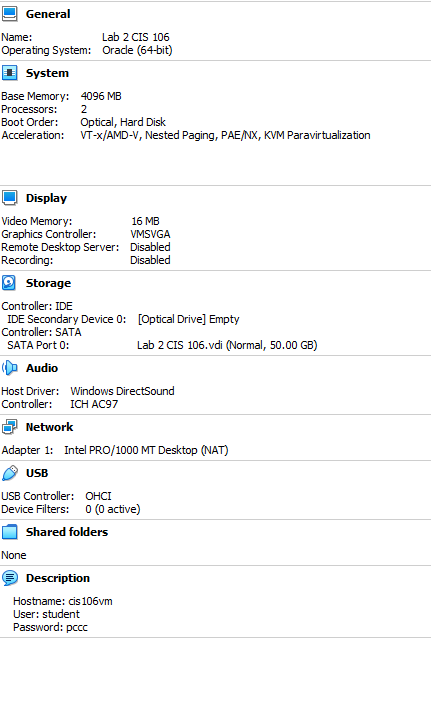 General
Name: Lab 2 CIS 106
Operating System: Oracle (64-bit)
System
Base Memory: 4096 MB
Processors: 2
Boot Order: Optical, Hard Disk
Acceleration: VT-x/AMD-V, Nested Paging, PAE/NX, KVM Paravirtualization
Display
Video Memory: 16 MB
Graphics Controller: VMSVGA
Remote Desktop Server: Disabled
Recording: Disabled
Storage
Controller: IDE
IDE Secondary Device 0: [Optical Drive] Empty
Controller: SATA
SATA Port 0: Lab 2 CIS 106.vdi (Normal, 50.00 GB)
Audio
Host Driver: Windows DirectSound
Controller: ICH AC97
Network
Adapter 1: Intel PRO/1000 MT Desktop (NAT)
USB
USB Controller: OHCI
Device Filters: 0 (0 active)
Shared folders
None
Description
Hostname: cis106vm
User: student
Password: pccc